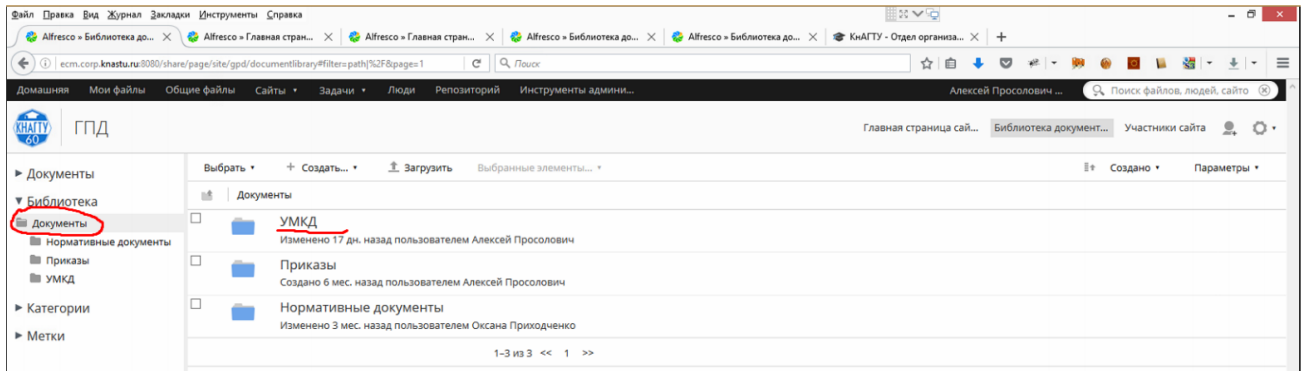 Файл Правка Вид Журнал Закладки Инструменты Справка
Alfresco » Библиотека до... Alfresco » Главная стран... Alfresco » Главная стран... Alfresco » Библиотека до... Alfresco » Библиотека до... КнАГТУ - Отдел организа...
ecm.corp.knastu.ru:8080/share/page/site/gpd/documentlibrary#filter=path|%2F&page=1 Поиск
Домашняя Мои файлы Общие файлы Сайты Задачи Люди Репозиторий Инструменты админи... Алексей Просолович ... Поиск файлов, людей, сайто
КНАГТУ 60 ГПД Главная страница сай... Библиотека документ... Участники сайта
Документы
Библиотека
Документы
Нормативные документы
Приказы
УМКД
Категории
Метки
Выбрать Создать... Загрузить Выбранные элементы... Создано Параметры
Документы
УМКД
Изменено 17 дн. назад пользователем Алексей Просолович
Приказы
Создано 6 мес. назад пользователем Алексей Просолович
Нормативные документы
Изменено 3 мес. назад пользователем Оксана Приходченко
1–3 из 3 << 1 >>